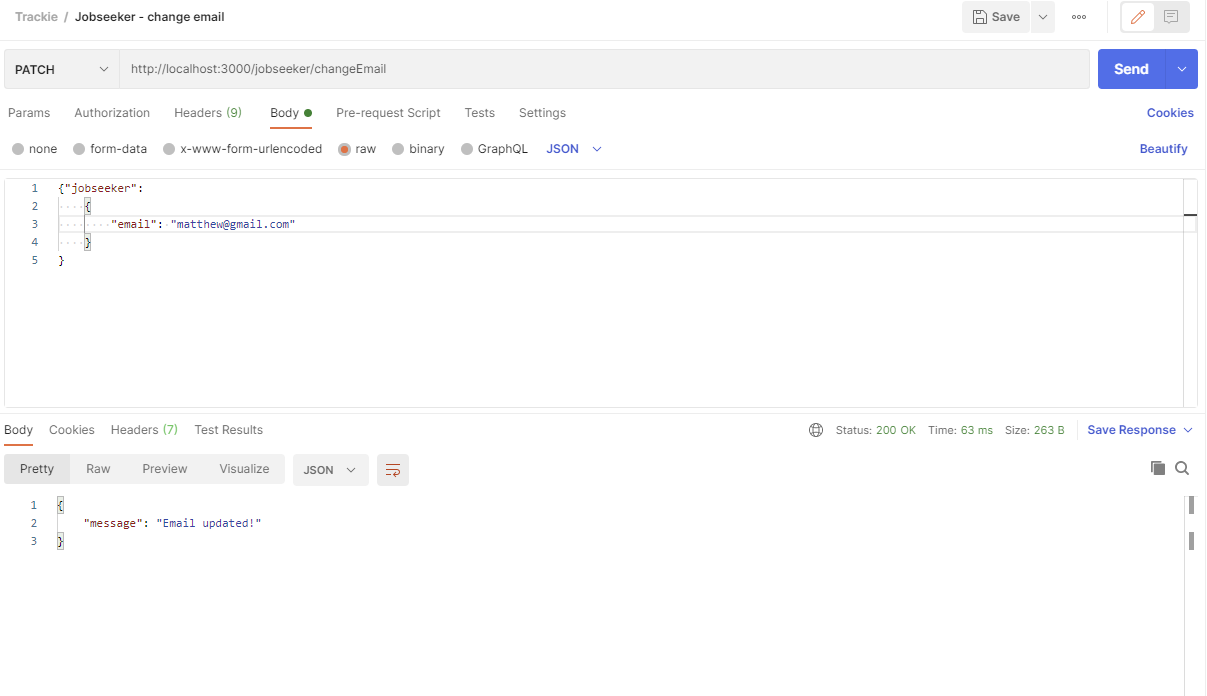 Trackie / Jobseeker - change email
Save
PATCH http://localhost:3000/jobseeker/changeEmail
Send
Params Authorization Headers (9) Body Pre-request Script Tests Settings Cookies
none form-data x-www-form-urlencoded raw binary GraphQL JSON Beautify
1 {"jobseeker":
2 {
3 "email": "matthew@gmail.com"
4 }
5 }
Body Cookies Headers (7) Test Results Status: 200 OK Time: 63 ms Size: 263 B Save Response
Pretty Raw Preview Visualize JSON
1 {
2 "message": "Email updated!"
3 }